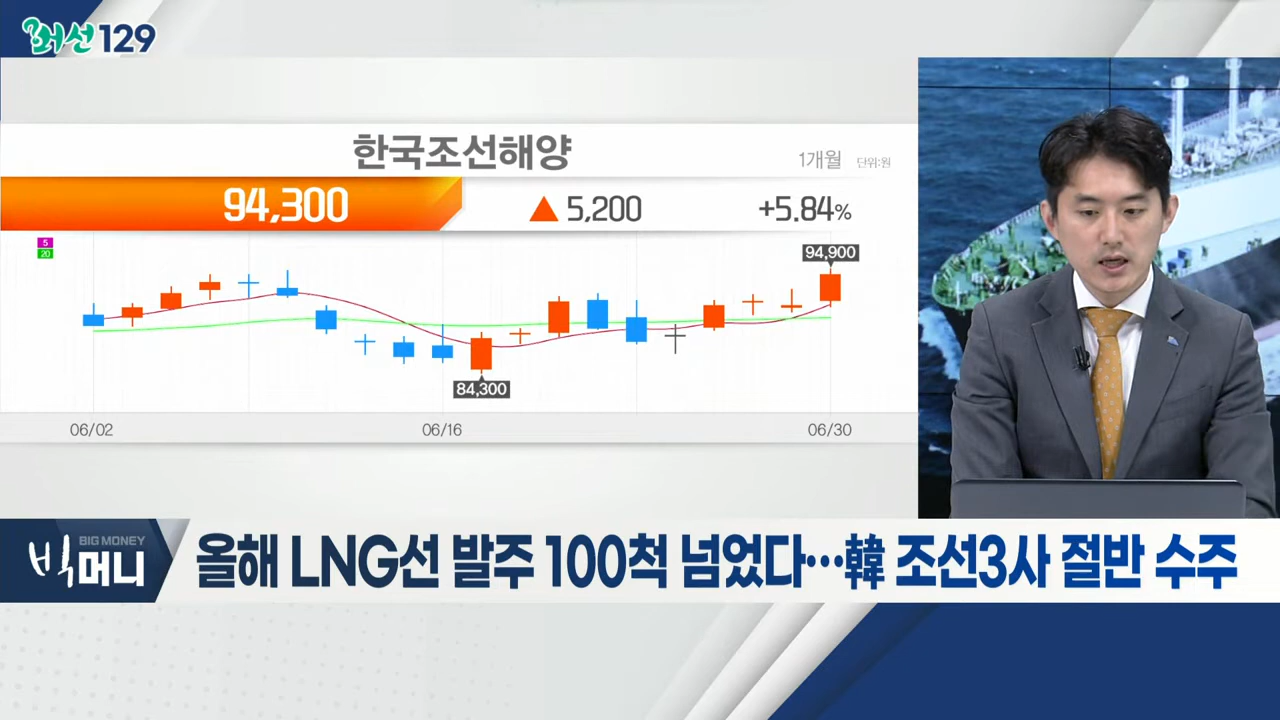 머선129
한국조선해양
1개월 단위:원
94,300 ▲ 5,200 +5.84%
5
20
94,900
84,300
06/02 06/16 06/30
BIG MONEY
빅머니
올해 LNG선 발주 100척 넘었다…韓 조선3사 절반 수주